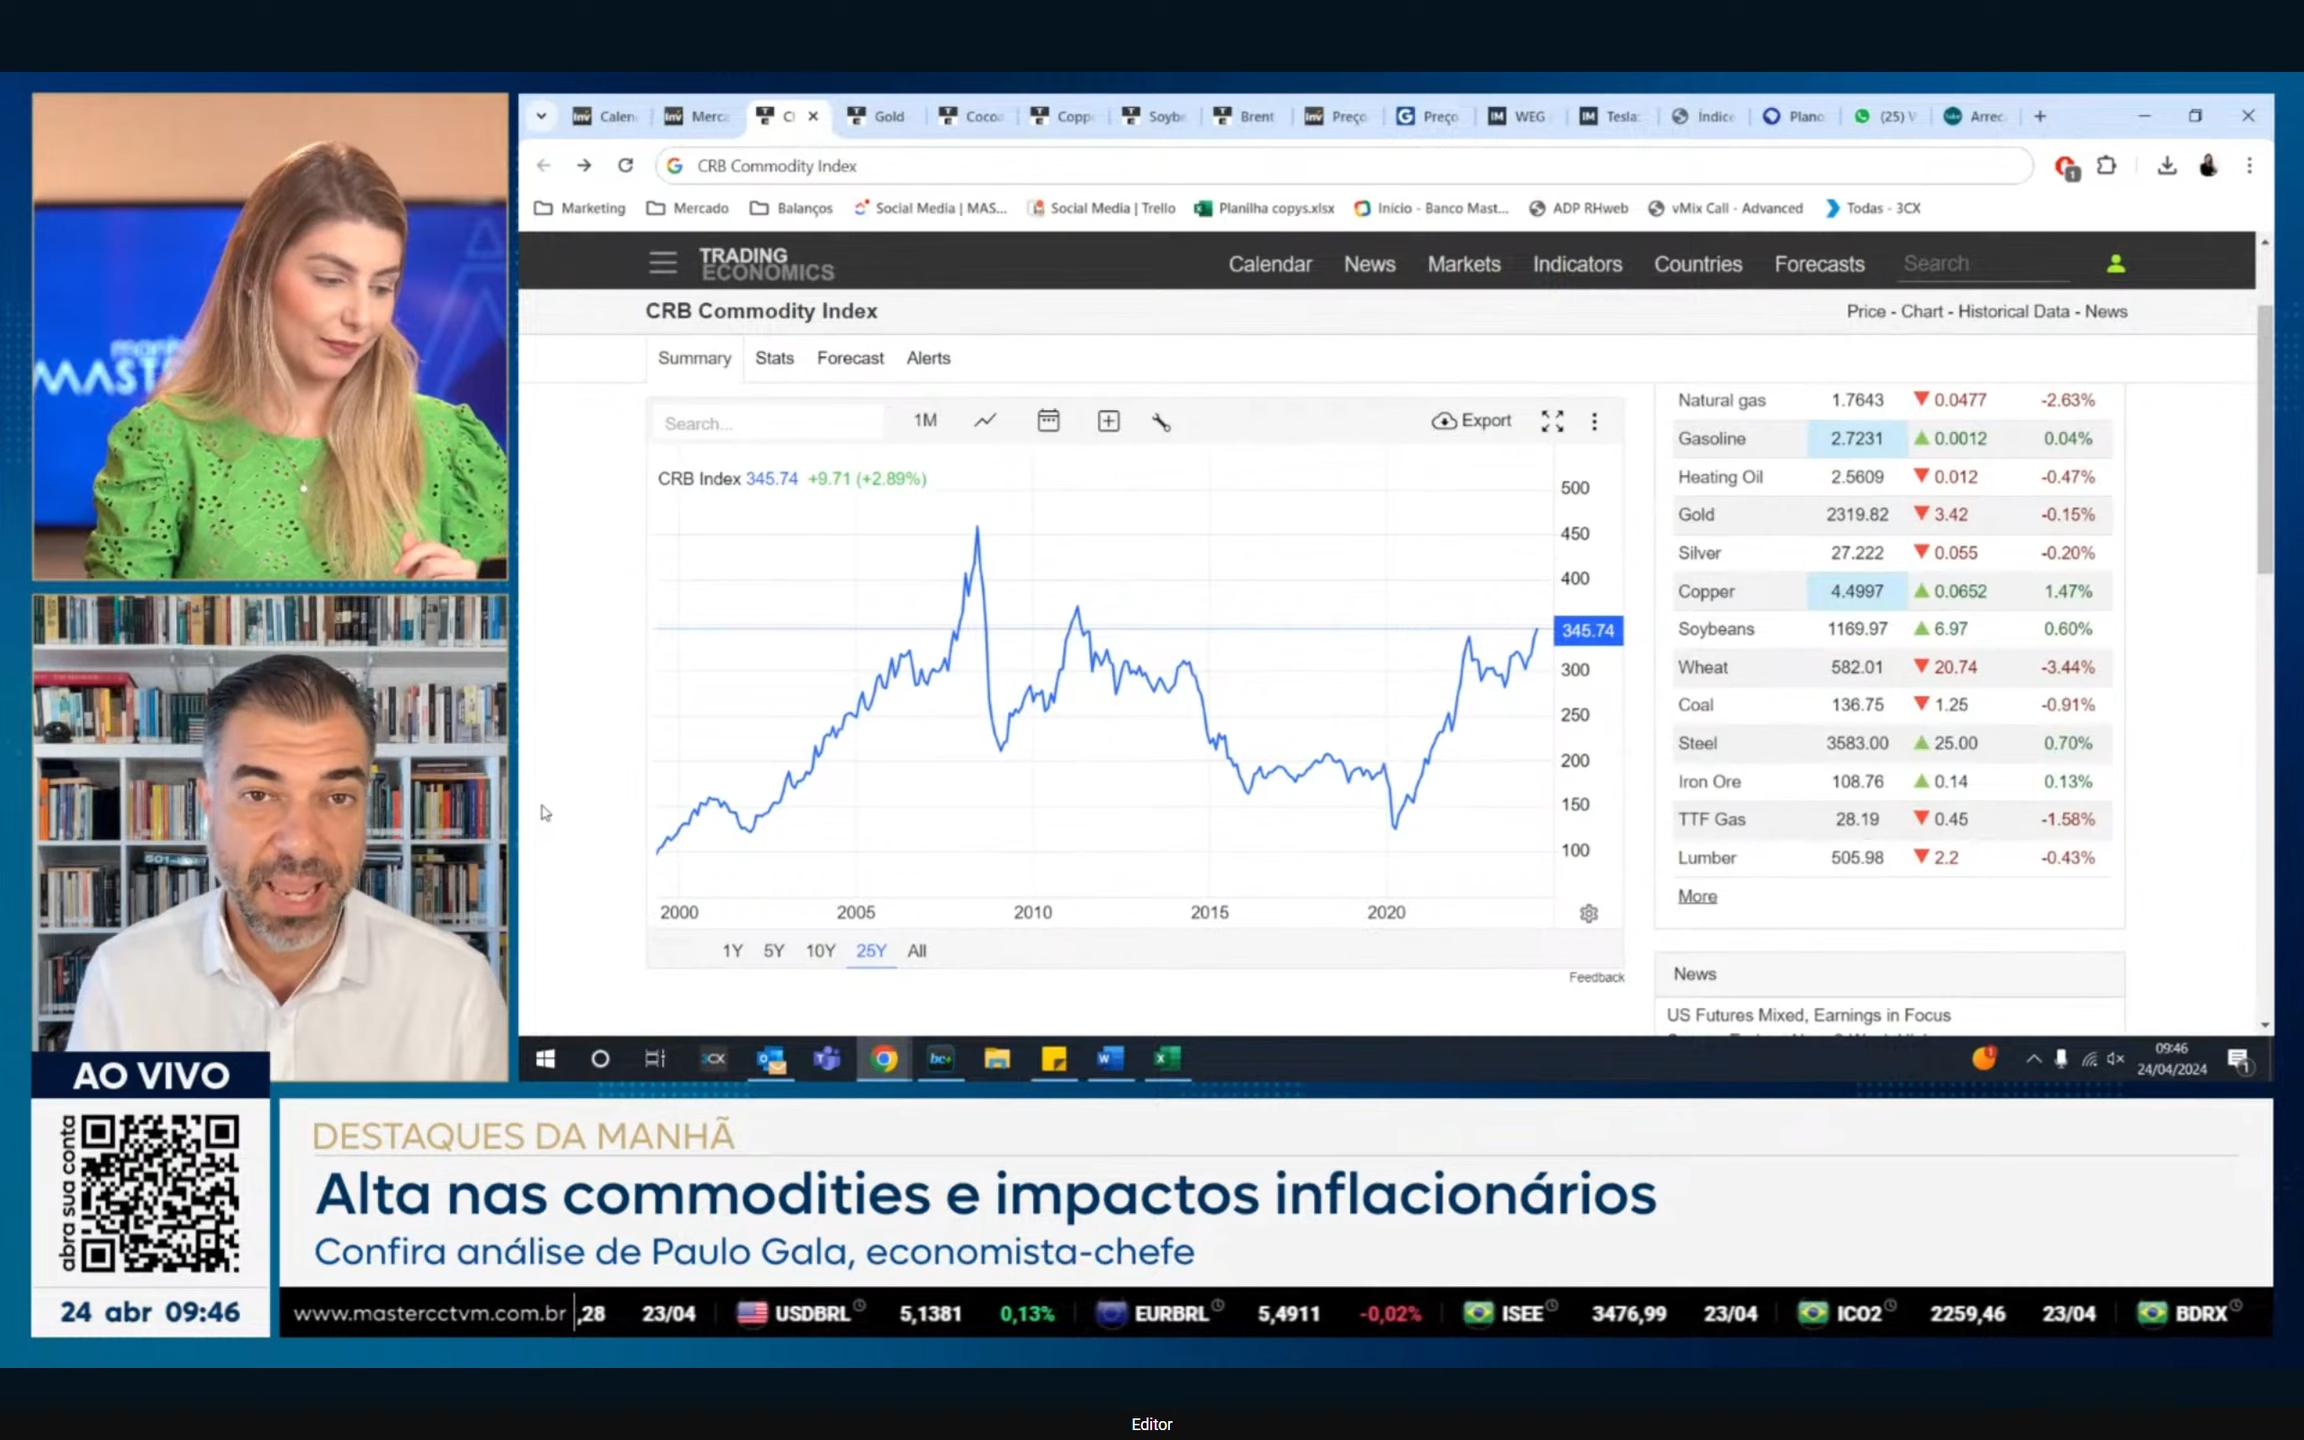 Calen
Merca
Cl
Gold
Cocoa
Copp
Soybe
Brent
Preço
Preço
WEG
Tesla:
Índice
Plano
(25) V
Arrec
CRB Commodity Index
1
Marketing
Mercado
Balanços
Social Media | MAS...
Social Media | Trello
Planilha copys.xlsx
Início - Banco Mast...
ADP RHweb
vMix Call - Advanced
Todas - 3CX
TRADING
ECONOMICS
Calendar
News
Markets
Indicators
Countries
Forecasts
Search
CRB Commodity Index
Price - Chart - Historical Data - News
Summary
Stats
Forecast
Alerts
Search...
1M
Export
CRB Index 345.74 +9.71 (+2.89%)
500
450
400
345.74
300
250
200
150
100
2000
2005
2010
2015
2020
1Y
5Y
10Y
25Y
All
Feedback
Natural gas 1.7643 ▼ 0.0477 -2.63%
Gasoline 2.7231 ▲ 0.0012 0.04%
Heating Oil 2.5609 ▼ 0.012 -0.47%
Gold 2319.82 ▼ 3.42 -0.15%
Silver 27.222 ▼ 0.055 -0.20%
Copper 4.4997 ▲ 0.0652 1.47%
Soybeans 1169.97 ▲ 6.97 0.60%
Wheat 582.01 ▼ 20.74 -3.44%
Coal 136.75 ▼ 1.25 -0.91%
Steel 3583.00 ▲ 25.00 0.70%
Iron Ore 108.76 ▲ 0.14 0.13%
TTF Gas 28.19 ▼ 0.45 -1.58%
Lumber 505.98 ▼ 2.2 -0.43%
More
News
US Futures Mixed, Earnings in Focus
3CX
bc+
09:46
24/04/2024
1
MAST
AO VIVO
abra sua conta
24 abr 09:46
DESTAQUES DA MANHÃ
Alta nas commodities e impactos inflacionários
Confira análise de Paulo Gala, economista-chefe
www.mastercctvm.com.br
,28 23/04 USDBRL 5,1381 0,13% EURBRL 5,4911 -0,02% ISEE 3476,99 23/04 ICO2 2259,46 23/04 BDRX
Editor